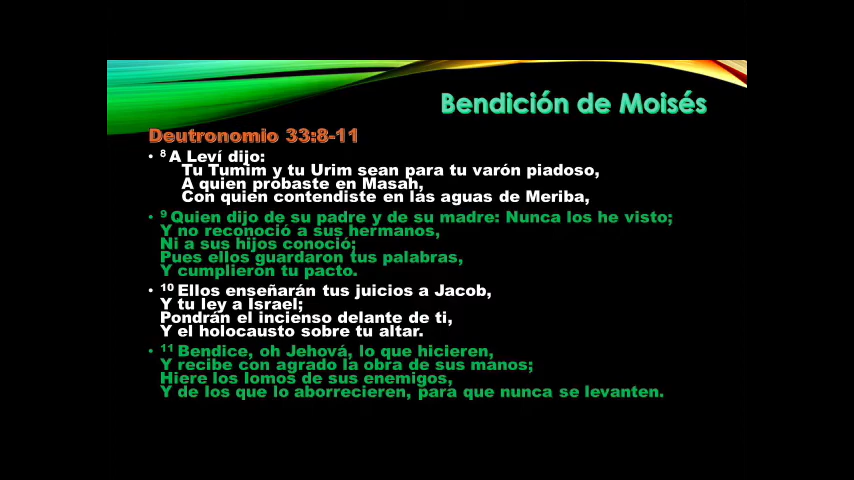 Bendición de Moisés
Deutronomio 33:8-11
• 8 A Leví dijo:
Tu Tumim y tu Urim sean para tu varón piadoso,
A quien probaste en Masah,
Con quien contendiste en las aguas de Meriba,
• 9 Quien dijo de su padre y de su madre: Nunca los he visto;
Y no reconoció a sus hermanos,
Ni a sus hijos conoció;
Pues ellos guardaron tus palabras,
Y cumplieron tu pacto.
• 10 Ellos enseñarán tus juicios a Jacob,
Y tu ley a Israel;
Pondrán el incienso delante de ti,
Y el holocausto sobre tu altar.
• 11 Bendice, oh Jehová, lo que hicieren,
Y recibe con agrado la obra de sus manos;
Hiere los lomos de sus enemigos,
Y de los que lo aborrecieren, para que nunca se levanten.